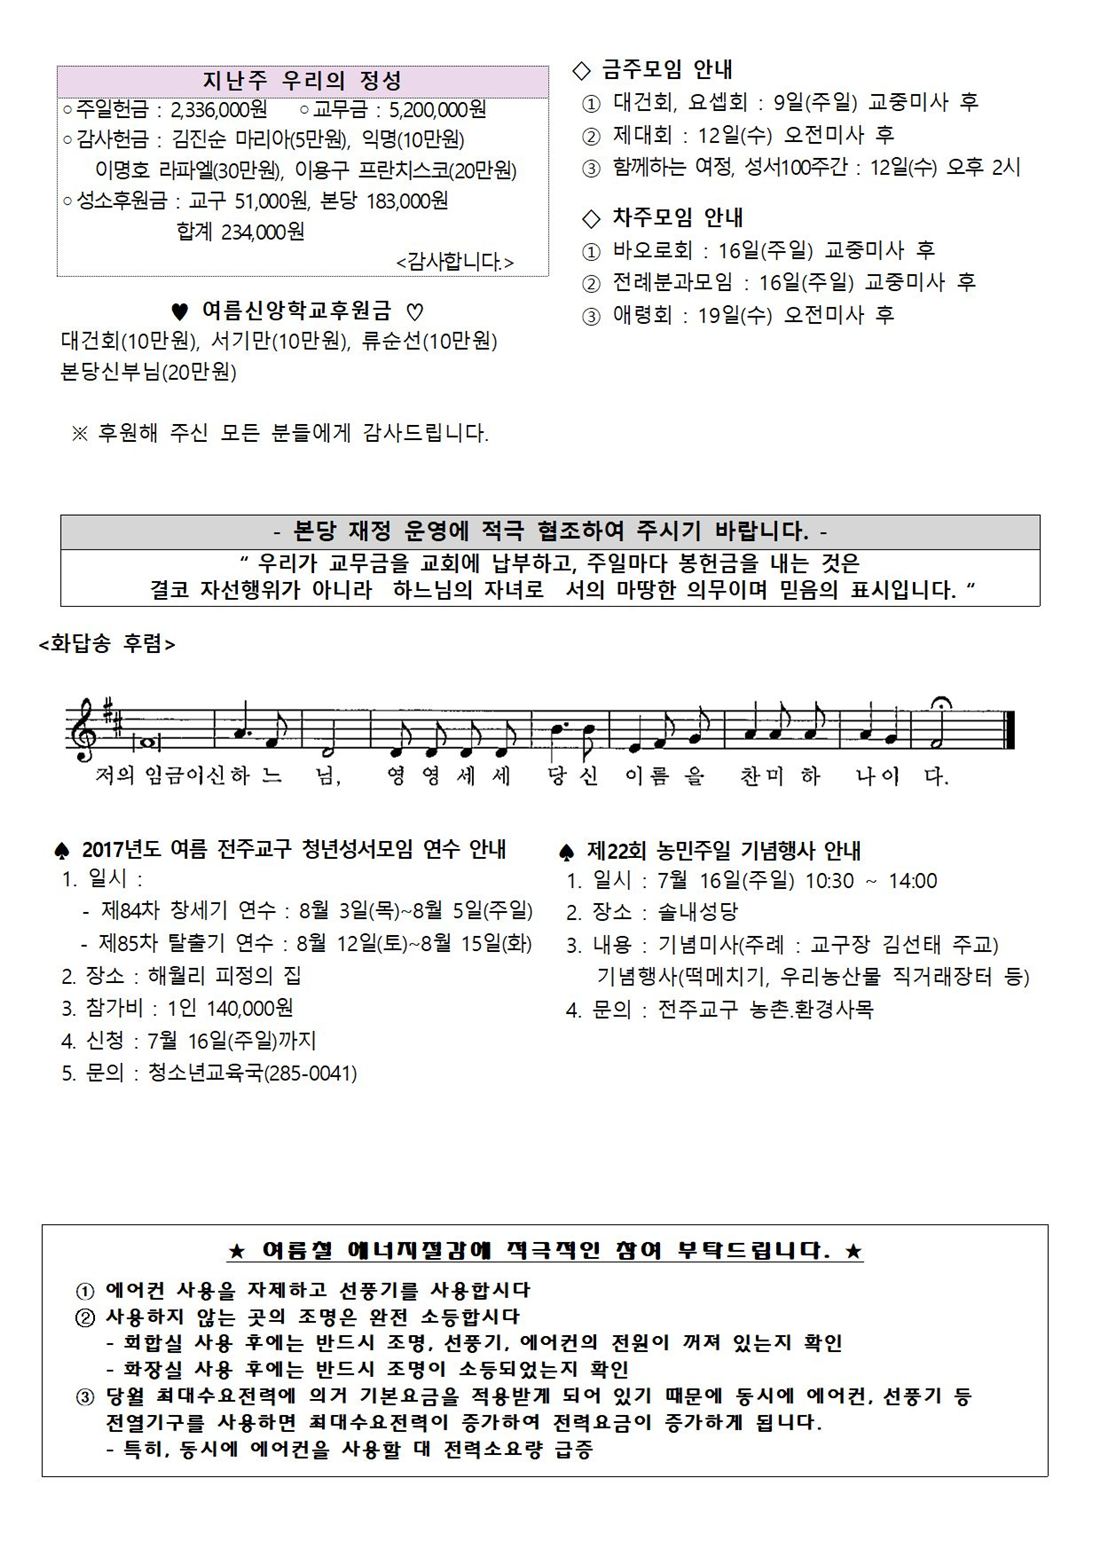 지난주 우리의 정성
○ 주일헌금 : 2,336,000원 ○ 교무금 : 5,200,000원
○ 감사헌금 : 김진순 마리아(5만원), 익명(10만원)
이명호 라파엘(30만원), 이용구 프란치스코(20만원)
○ 성소후원금 : 교구 51,000원, 본당 183,000원
합계 234,000원
<감사합니다.>
♥ 여름신앙학교후원금 ♡
대건회(10만원), 서기만(10만원), 류순선(10만원)
본당신부님(20만원)
※ 후원해 주신 모든 분들에게 감사드립니다.
◇ 금주모임 안내
① 대건회, 요셉회 : 9일(주일) 교중미사 후
② 제대회 : 12일(수) 오전미사 후
③ 함께하는 여정, 성서100주간 : 12일(수) 오후 2시
◇ 차주모임 안내
① 바오로회 : 16일(주일) 교중미사 후
② 전례분과모임 : 16일(주일) 교중미사 후
③ 애령회 : 19일(수) 오전미사 후
- 본당 재정 운영에 적극 협조하여 주시기 바랍니다. -
“ 우리가 교무금을 교회에 납부하고, 주일마다 봉헌금을 내는 것은
결코 자선행위가 아니라 하느님의 자녀로 서의 마땅한 의무이며 믿음의 표시입니다. “
<화답송 후렴>
저의 임금이신하 느 님, 영 영 세 세 당 신 이 름 을 찬 미 하 나 이 다.
♠ 2017년도 여름 전주교구 청년성서모임 연수 안내
1. 일시 :
- 제84차 창세기 연수 : 8월 3일(목)~8월 5일(주일)
- 제85차 탈출기 연수 : 8월 12일(토)~8월 15일(화)
2. 장소 : 해월리 피정의 집
3. 참가비 : 1인 140,000원
4. 신청 : 7월 16일(주일)까지
5. 문의 : 청소년교육국(285-0041)
♠ 제22회 농민주일 기념행사 안내
1. 일시 : 7월 16일(주일) 10:30 ~ 14:00
2. 장소 : 솔내성당
3. 내용 : 기념미사(주례 : 교구장 김선태 주교)
기념행사(떡메치기, 우리농산물 직거래장터 등)
4. 문의 : 전주교구 농촌.환경사목
★ 여름철 에너지절감에 적극적인 참여 부탁드립니다. ★
① 에어컨 사용을 자제하고 선풍기를 사용합시다
② 사용하지 않는 곳의 조명은 완전 소등합시다
- 회합실 사용 후에는 반드시 조명, 선풍기, 에어컨의 전원이 꺼져 있는지 확인
- 화장실 사용 후에는 반드시 조명이 소등되었는지 확인
③ 당월 최대수요전력에 의거 기본요금을 적용받게 되어 있기 때문에 동시에 에어컨, 선풍기 등
전열기구를 사용하면 최대수요전력이 증가하여 전력요금이 증가하게 됩니다.
- 특히, 동시에 에어컨을 사용할 대 전력소요량 급증